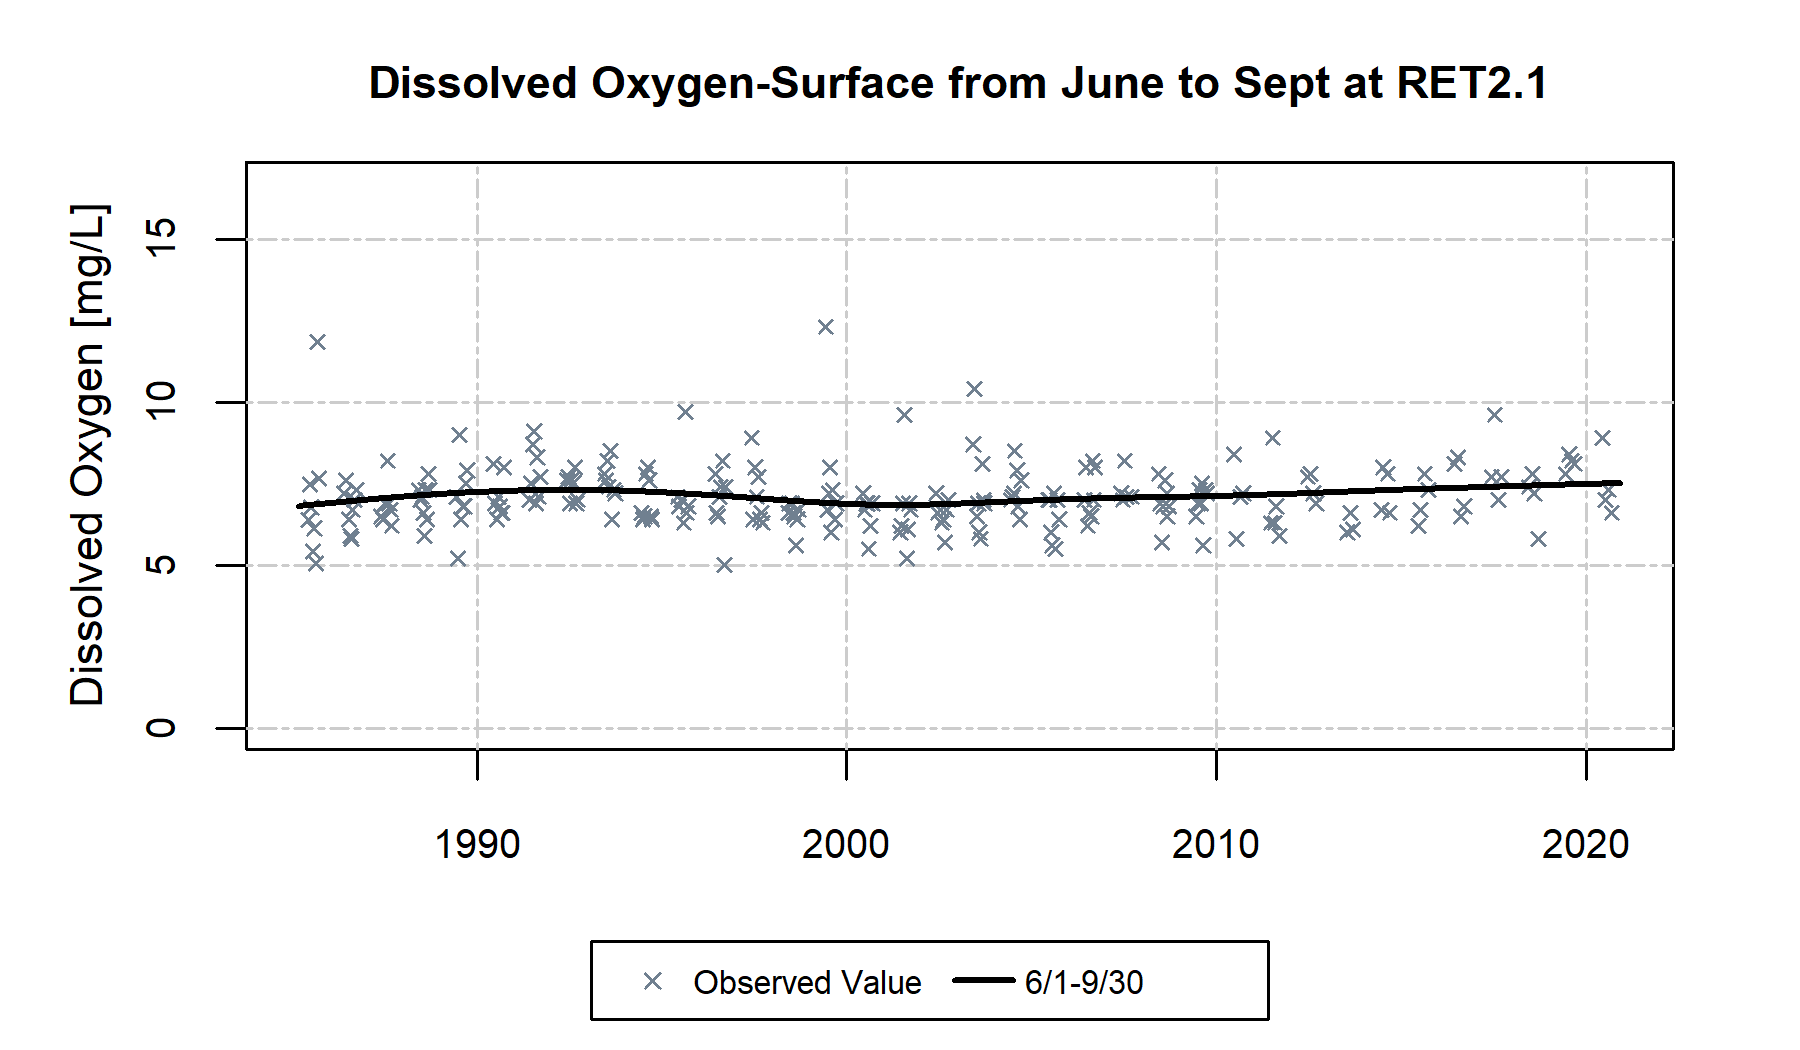 Dissolved Oxygen-Surface from June to Sept at RET2.1
Dissolved Oxygen [mg/L]
15
10
5
0
1990 2000 2010 2020
Observed Value 6/1-9/30